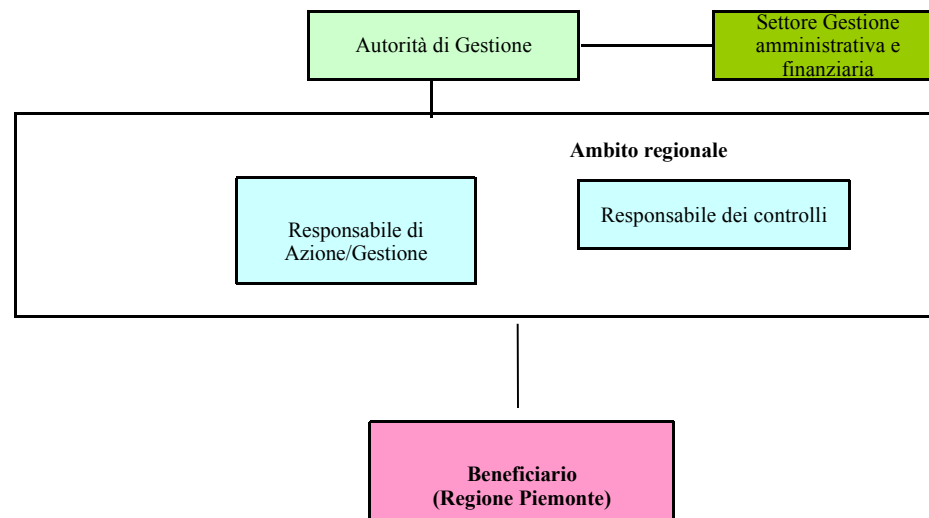 Autorità di Gestione
Settore Gestione
amministrativa e
finanziaria
Ambito regionale
Responsabile di
Azione/Gestione
Responsabile dei controlli
Beneficiario
(Regione Piemonte)